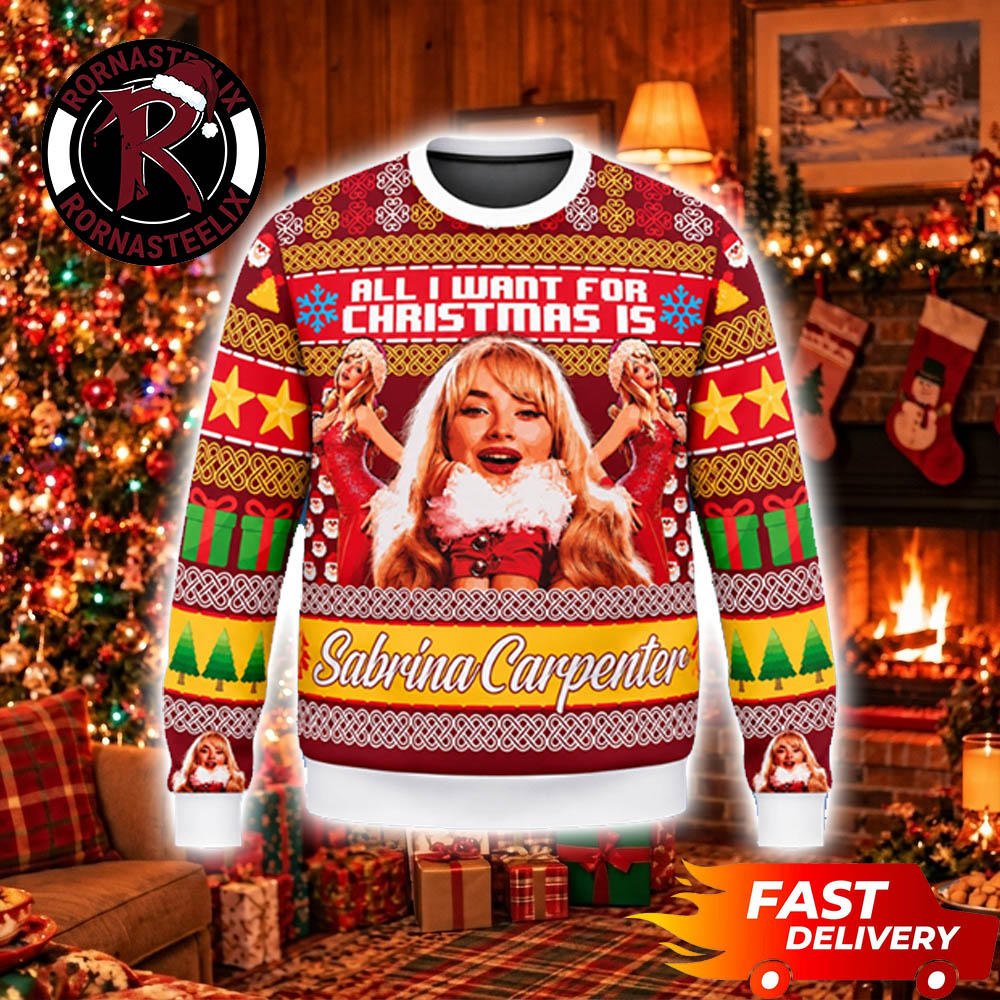 RORNASTEELIX
R
RORNASTEELIX
ALL I WANT FOR
CHRISTMAS IS
Sabrina Carpenter
FAST
DELIVERY